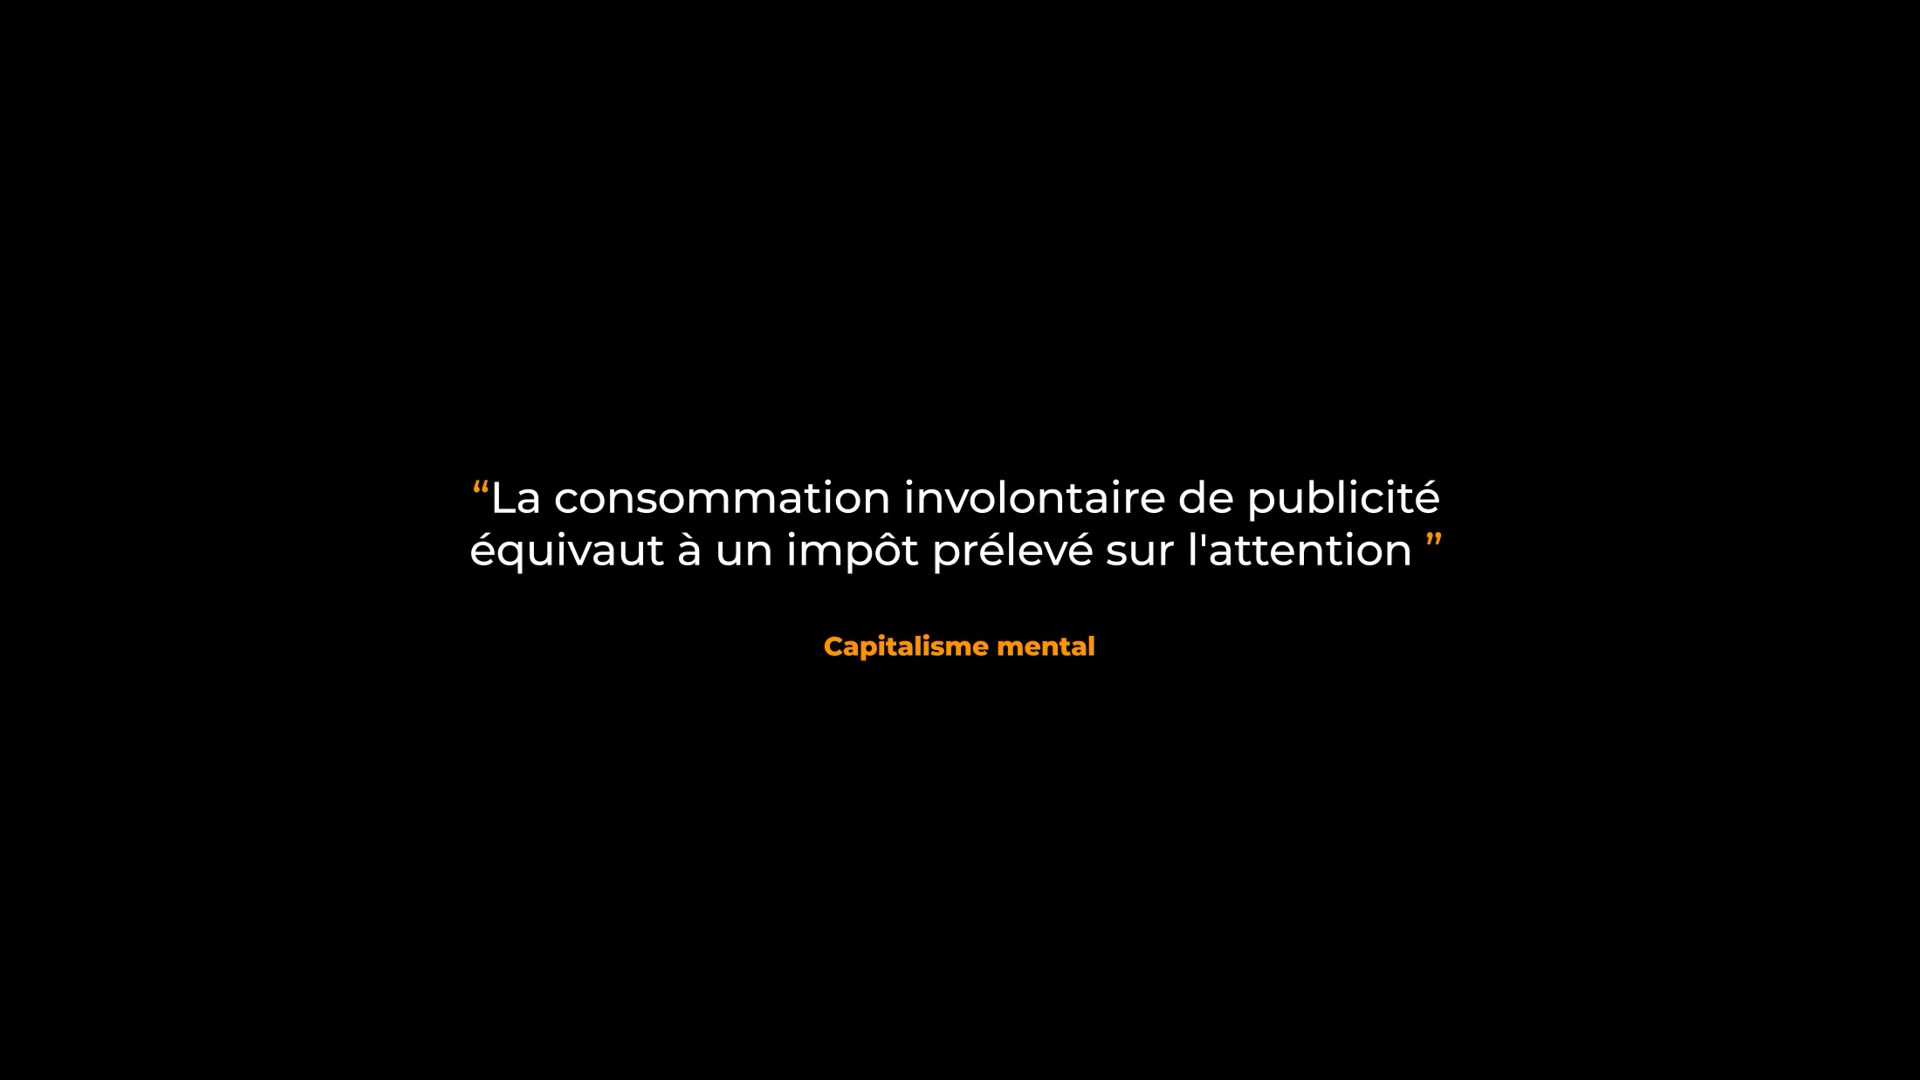 “La consommation involontaire de publicité
équivaut à un impôt prélevé sur l'attention ”
Capitalisme mental